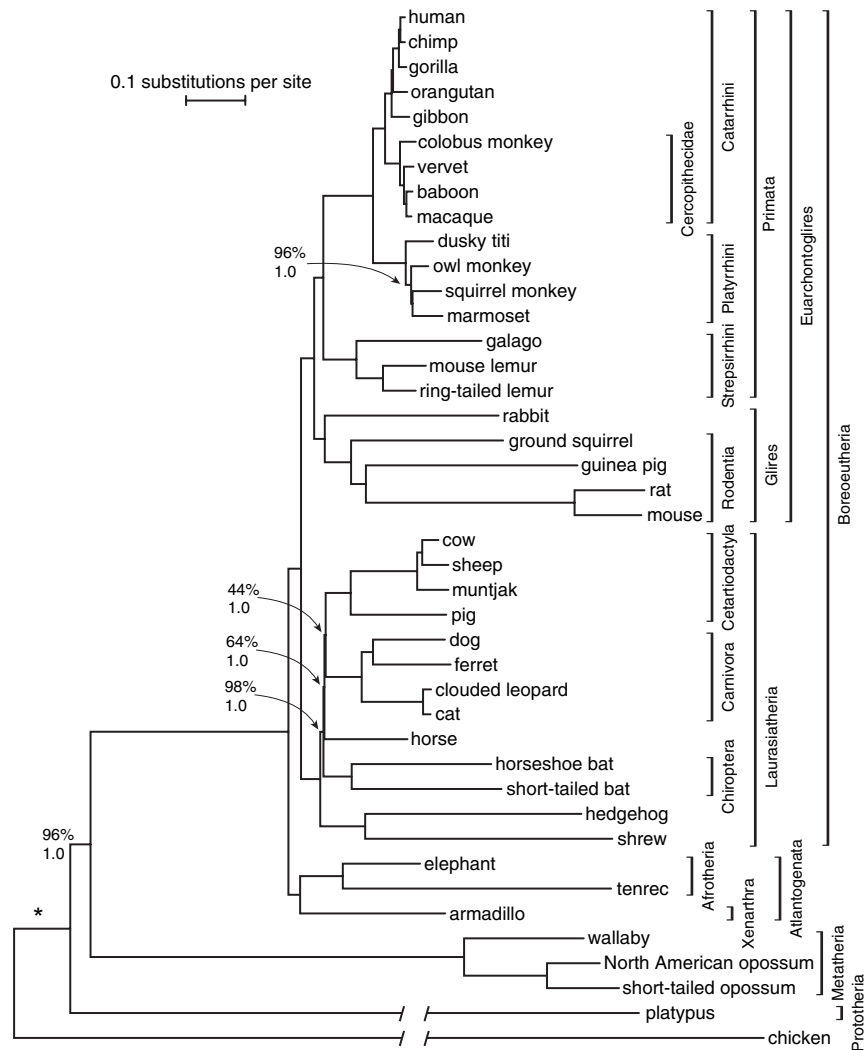 human
chimp
0.1 substitutions per site
gorilla
orangutan
gibbon
colobus monkey
vervet
baboon
macaque
dusky titi
96%
1.0
owl monkey
squirrel monkey
marmoset
galago
mouse lemur
ring-tailed lemur
rabbit
ground squirrel
guinea pig
rat
mouse
cow
sheep
44%
1.0
muntjak
pig
64%
1.0
dog
ferret
98%
1.0
clouded leopard
cat
horse
horseshoe bat
short-tailed bat
hedgehog
shrew
96%
1.0
elephant
tenrec
*
armadillo
wallaby
North American opossum
short-tailed opossum
platypus
chicken
Cercopithecidae
Catarrhini
Platyrrhini
Strepsirrhini
Primata
Rodentia
Glires
Euarchontoglires
Cetartiodactyla
Carnivora
Chiroptera
Laurasiatheria
Boreoeutheria
Afrotheria
Xenarthra
Atlantogenata
Metatheria
Prototheria